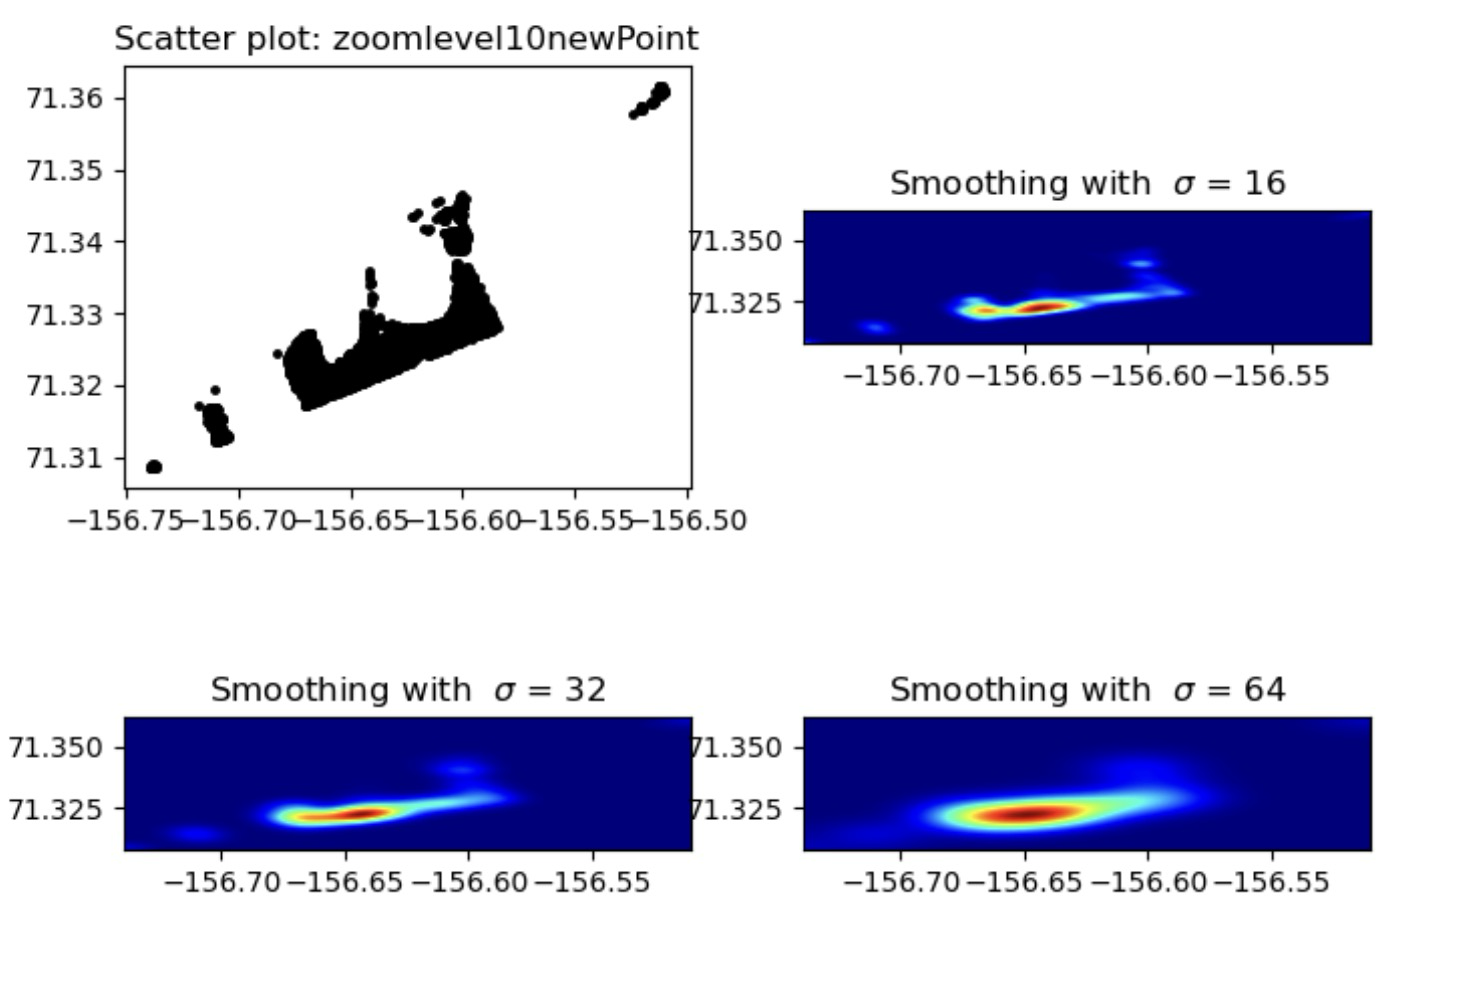 Scatter plot: zoomlevel10newPoint
71.36
71.35
71.34
71.33
71.32
71.31
−156.75−156.70−156.65−156.60−156.55−156.50
Smoothing with σ = 16
71.350
71.325
−156.70 −156.65 −156.60 −156.55
Smoothing with σ = 32
71.350
71.325
−156.70 −156.65 −156.60 −156.55
Smoothing with σ = 64
71.350
71.325
−156.70 −156.65 −156.60 −156.55